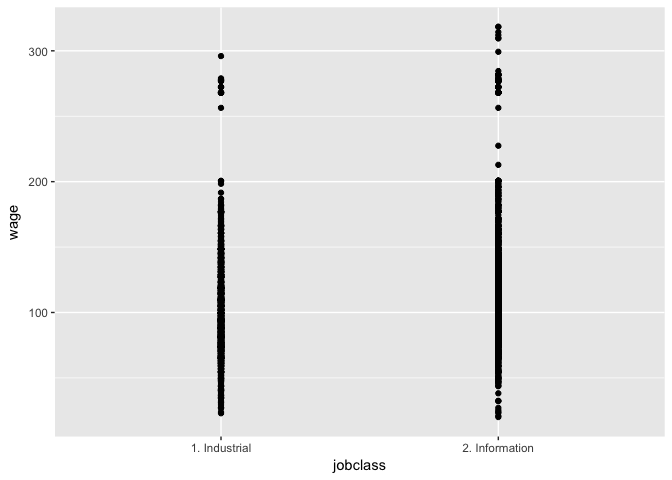 300
200
100
wage
1. Industrial
2. Information
jobclass